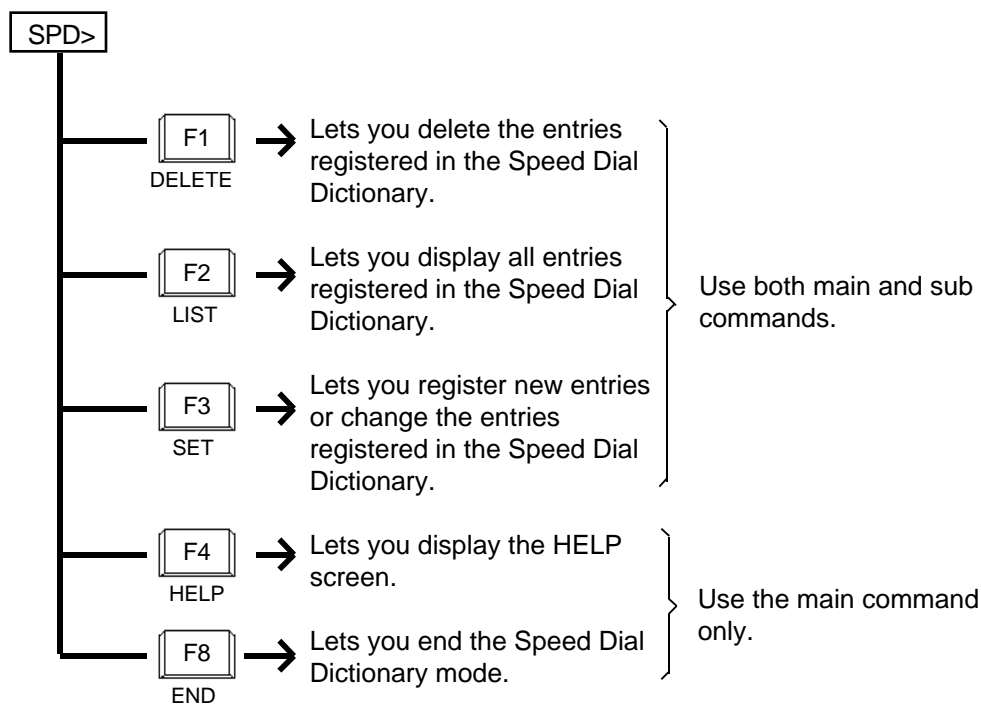 SPD>
F1
DELETE
Lets you delete the entries
registered in the Speed Dial
Dictionary.
F2
LIST
Lets you display all entries
registered in the Speed Dial
Dictionary.
F3
SET
Lets you register new entries
or change the entries
registered in the Speed Dial
Dictionary.
Use both main and sub
commands.
F4
HELP
Lets you display the HELP
screen.
F8
END
Lets you end the Speed Dial
Dictionary mode.
Use the main command
only.